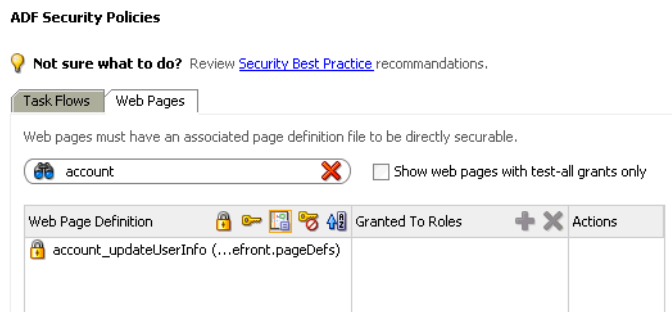 ADF Security Policies
Not sure what to do? Review Security Best Practice recommandations.
Task Flows Web Pages
Web pages must have an associated page definition file to be directly securable.
account Show web pages with test-all grants only
Web Page Definition Granted To Roles Actions
account_updateUserInfo (...efront.pageDefs)